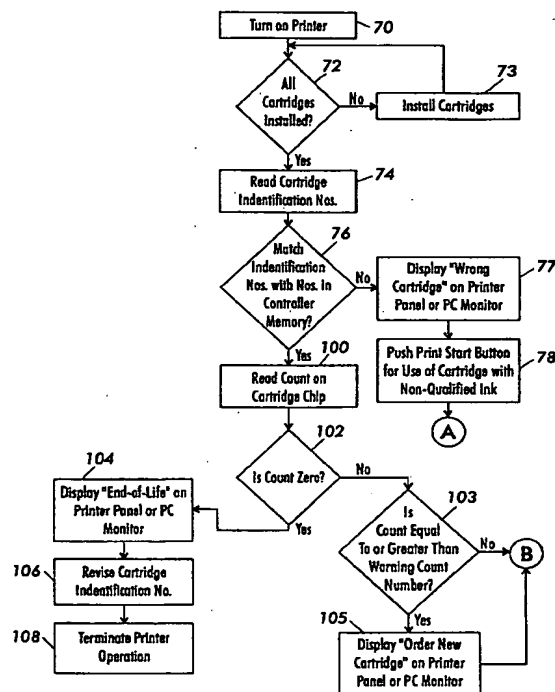 Turn on Printer
70
72
All
Cartridges
Installed?
No
73
Install Cartridges
Yes
74
Read Cartridge
Indentification Nos.
76
Match
Indentification
Nos. with Nos. in
Controller
Memory?
No
77
Display "Wrong
Cartridge" on Printer
Panel or PC Monitor
Yes
100
Read Count on
Cartridge Chip
Push Print Start Button
for Use of Cartridge with
Non-Qualified Ink
78
A
102
Is Count Zero?
No
Yes
104
Display "End-of-Life" on
Printer Panel or PC
Monitor
103
Is
Count Equal
To or Greater Than
Warning Count
Number?
No
B
106
Revise Cartridge
Indentification No.
Yes
105
Display "Order New
Cartridge" on Printer
Panel or PC Monitor
108
Terminate Printer
Operation